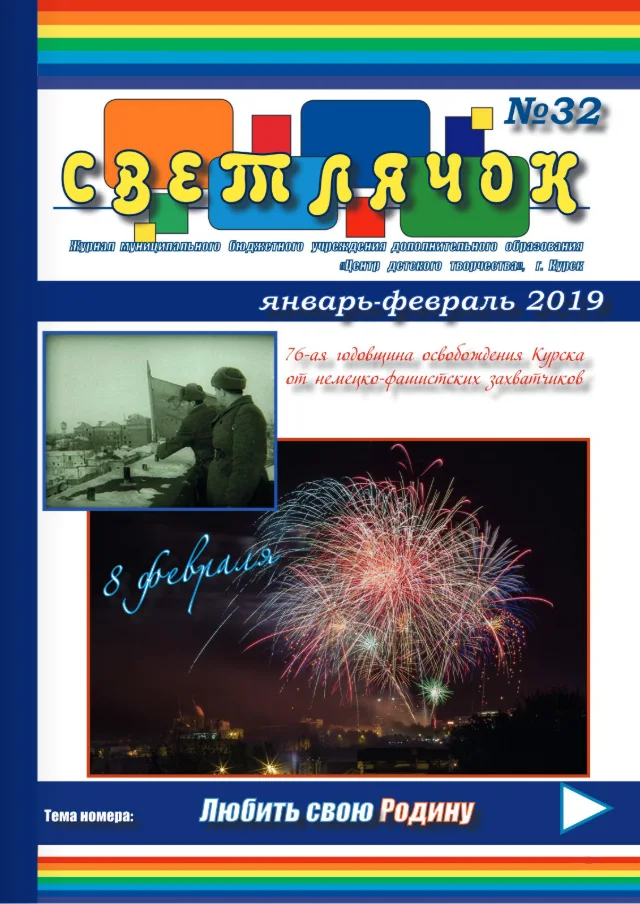 №32
СВЕТЛЯЧОК
Журнал муниципального бюджетного учреждения дополнительного образования
«Центр детского творчества», г. Курск
январь-февраль 2019
76-ая годовщина освобождения Курска
от немецко-фашистских захватчиков
8 февраля
Тема номера: Любить свою Родину